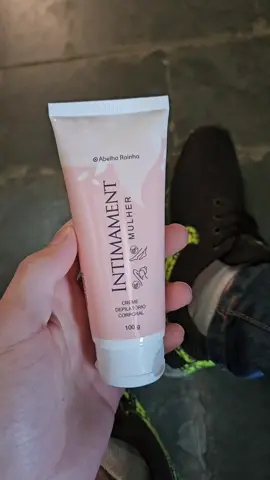 Abelha Rainha
INTIMAMENT
MULHER
CREME
DEPILATÓRIO
CORPORAL
100 g